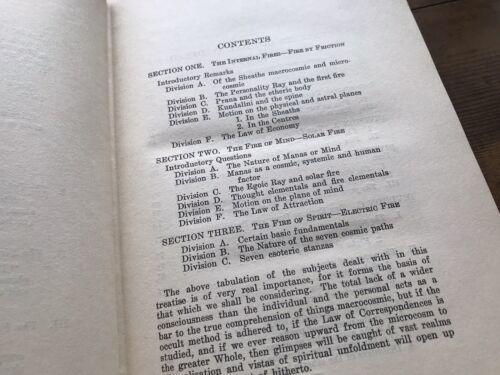 CONTENTS
SECTION ONE. THE INTERNAL FIRES—FIRE BY FRICTION
Introductory Remarks
Division A. Of the Sheaths macrocosmic and micro-
cosmic
Division B. The Personality Ray and the first fire
Division C. Prana and the etheric body
Division D. Kundalini and the spine
Division E. Motion on the physical and astral planes
1. In the Sheaths
2. In the Centres
Division F. The Law of Economy
SECTION TWO. THE FIRE OF MIND—SOLAR FIRE
Introductory Questions
Division A. The Nature of Manas or Mind
Division B. Manas as a cosmic, systemic and human
factor
Division C. The Egoic Ray and solar fire
Division D. Thought elementals and fire elementals
Division E. Motion on the plane of mind
Division F. The Law of Attraction
SECTION THREE. THE FIRE OF SPIRIT—ELECTRIC FIRE
Division A. Certain basic fundamentals
Division B. The Nature of the seven cosmic paths
Division C. Seven esoteric stanzas
The above tabulation of the subjects dealt with in this
treatise is of very real importance, for it forms the basis of
that which we shall be considering. The total lack of a wider
consciousness than the individual and the personal acts as a
bar to the true comprehension of things macrocosmic, but if the
occult method is adhered to, if the Law of Correspondences is
studied, and if we ever reason upward from the microcosm to
the greater Whole, then glimpses will be caught of vast realms
and vistas of spiritual unfoldment will open up
of hitherto.